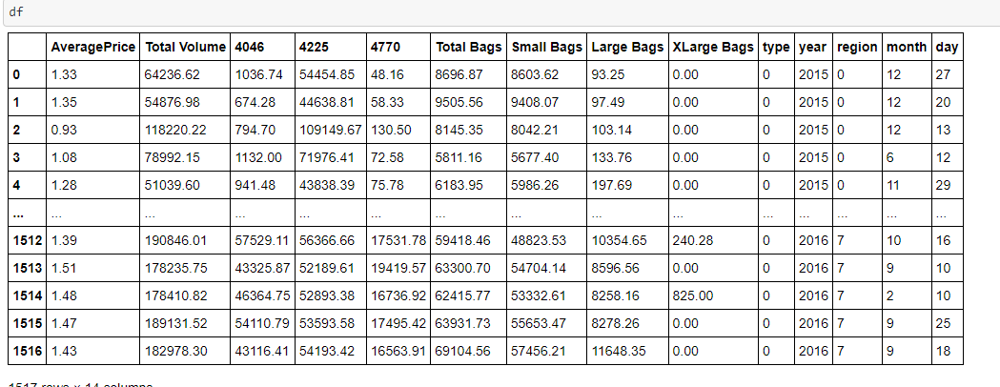 df
AveragePrice Total Volume 4046 4225 4770 Total Bags Small Bags Large Bags XLarge Bags type year region month day
0 1.33 64236.62 1036.74 54454.85 48.16 8696.87 8603.62 93.25 0.00 0 2015 0 12 27
1 1.35 54876.98 674.28 44638.81 58.33 9505.56 9408.07 97.49 0.00 0 2015 0 12 20
2 0.93 118220.22 794.70 109149.67 130.50 8145.35 8042.21 103.14 0.00 0 2015 0 12 13
3 1.08 78992.15 1132.00 71976.41 72.58 5811.16 5677.40 133.76 0.00 0 2015 0 6 12
4 1.28 51039.60 941.48 43838.39 75.78 6183.95 5986.26 197.69 0.00 0 2015 0 11 29
... ... ... ... ... ... ... ... ... ... ... ... ... ... ...
1512 1.39 190846.01 57529.11 56366.66 17531.78 59418.46 48823.53 10354.65 240.28 0 2016 7 10 16
1513 1.51 178235.75 43325.87 52189.61 19419.57 63300.70 54704.14 8596.56 0.00 0 2016 7 9 10
1514 1.48 178410.82 46364.75 52893.38 16736.92 62415.77 53332.61 8258.16 825.00 0 2016 7 2 10
1515 1.47 189131.52 54110.79 53593.58 17495.42 63931.73 55653.47 8278.26 0.00 0 2016 7 9 25
1516 1.43 182978.30 43116.41 54193.42 16563.91 69104.56 57456.21 11648.35 0.00 0 2016 7 9 18
1517 rows × 14 columns